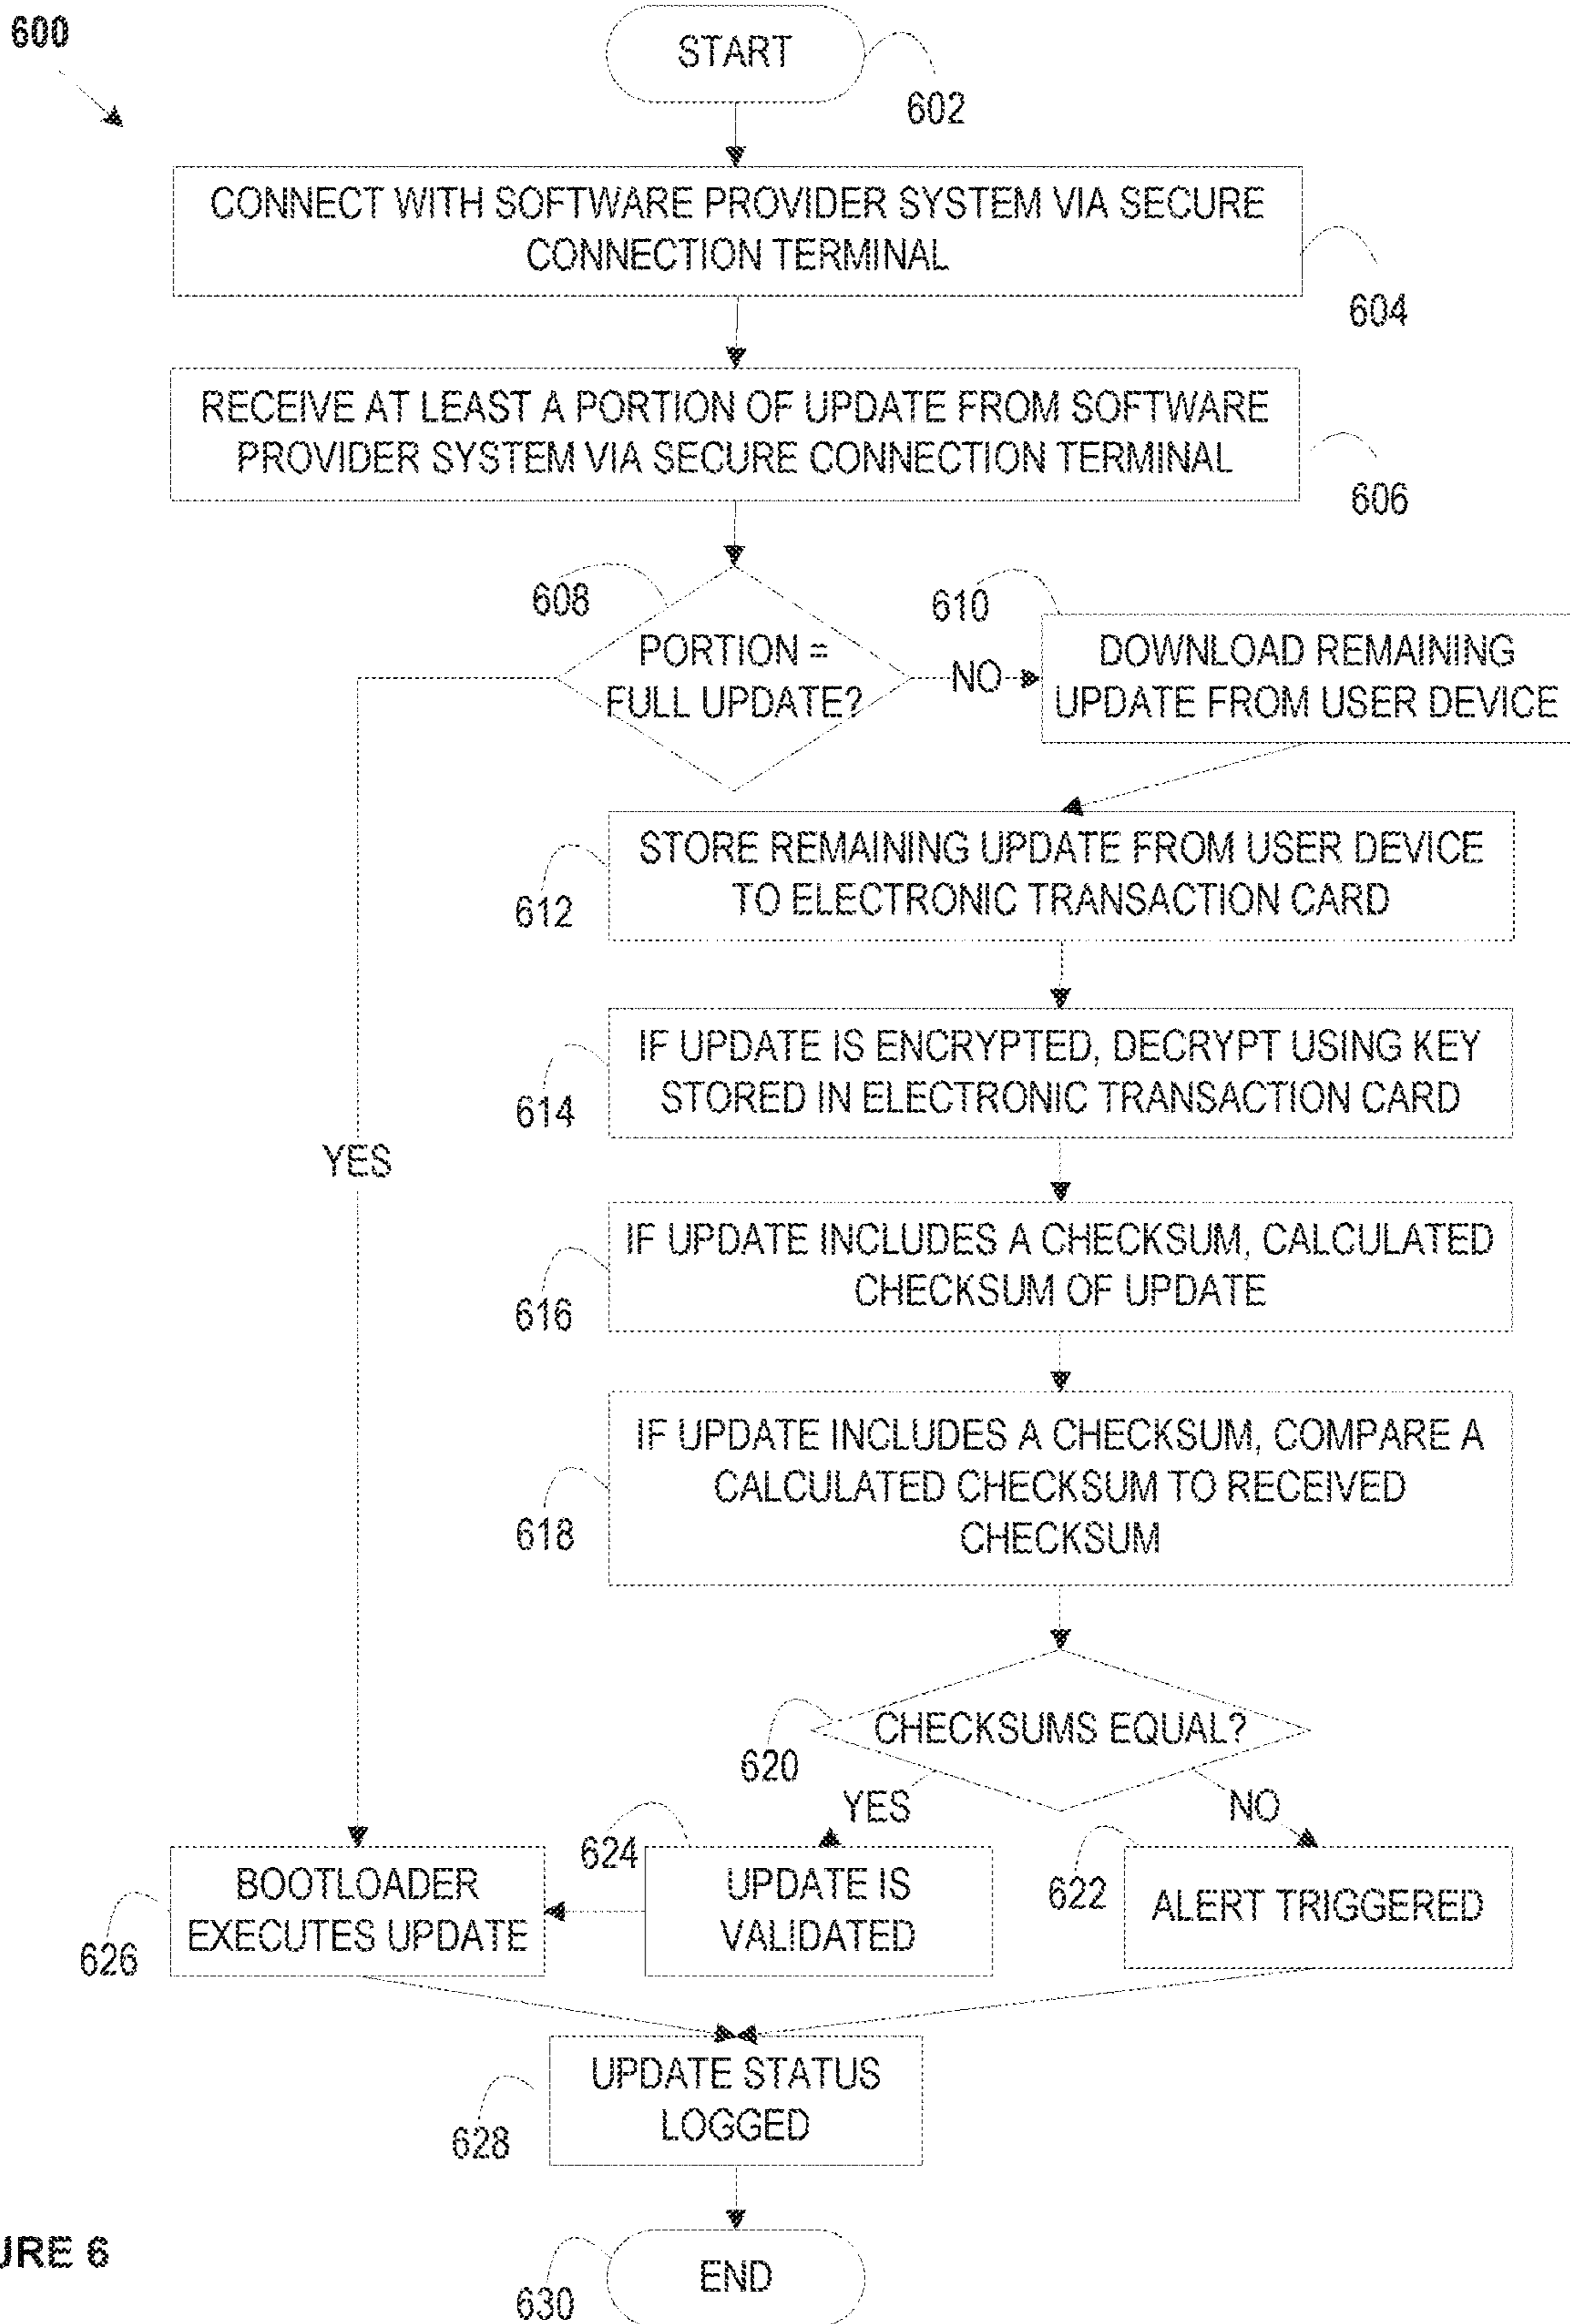 600
START
602
CONNECT WITH SOFTWARE PROVIDER SYSTEM VIA SECURE
CONNECTION TERMINAL
604
RECEIVE AT LEAST A PORTION OF UPDATE FROM SOFTWARE
PROVIDER SYSTEM VIA SECURE CONNECTION TERMINAL
606
608
PORTION =
FULL UPDATE?
NO
610
DOWNLOAD REMAINING
UPDATE FROM USER DEVICE
STORE REMAINING UPDATE FROM USER DEVICE
TO ELECTRONIC TRANSACTION CARD
612
IF UPDATE IS ENCRYPTED, DECRYPT USING KEY
STORED IN ELECTRONIC TRANSACTION CARD
614
YES
IF UPDATE INCLUDES A CHECKSUM, CALCULATED
CHECKSUM OF UPDATE
616
IF UPDATE INCLUDES A CHECKSUM, COMPARE A
CALCULATED CHECKSUM TO RECEIVED
CHECKSUM
618
CHECKSUMS EQUAL?
620
YES
NO
624
UPDATE IS
VALIDATED
622
ALERT TRIGGERED
BOOTLOADER
EXECUTES UPDATE
626
UPDATE STATUS
LOGGED
628
END
630
URE 6